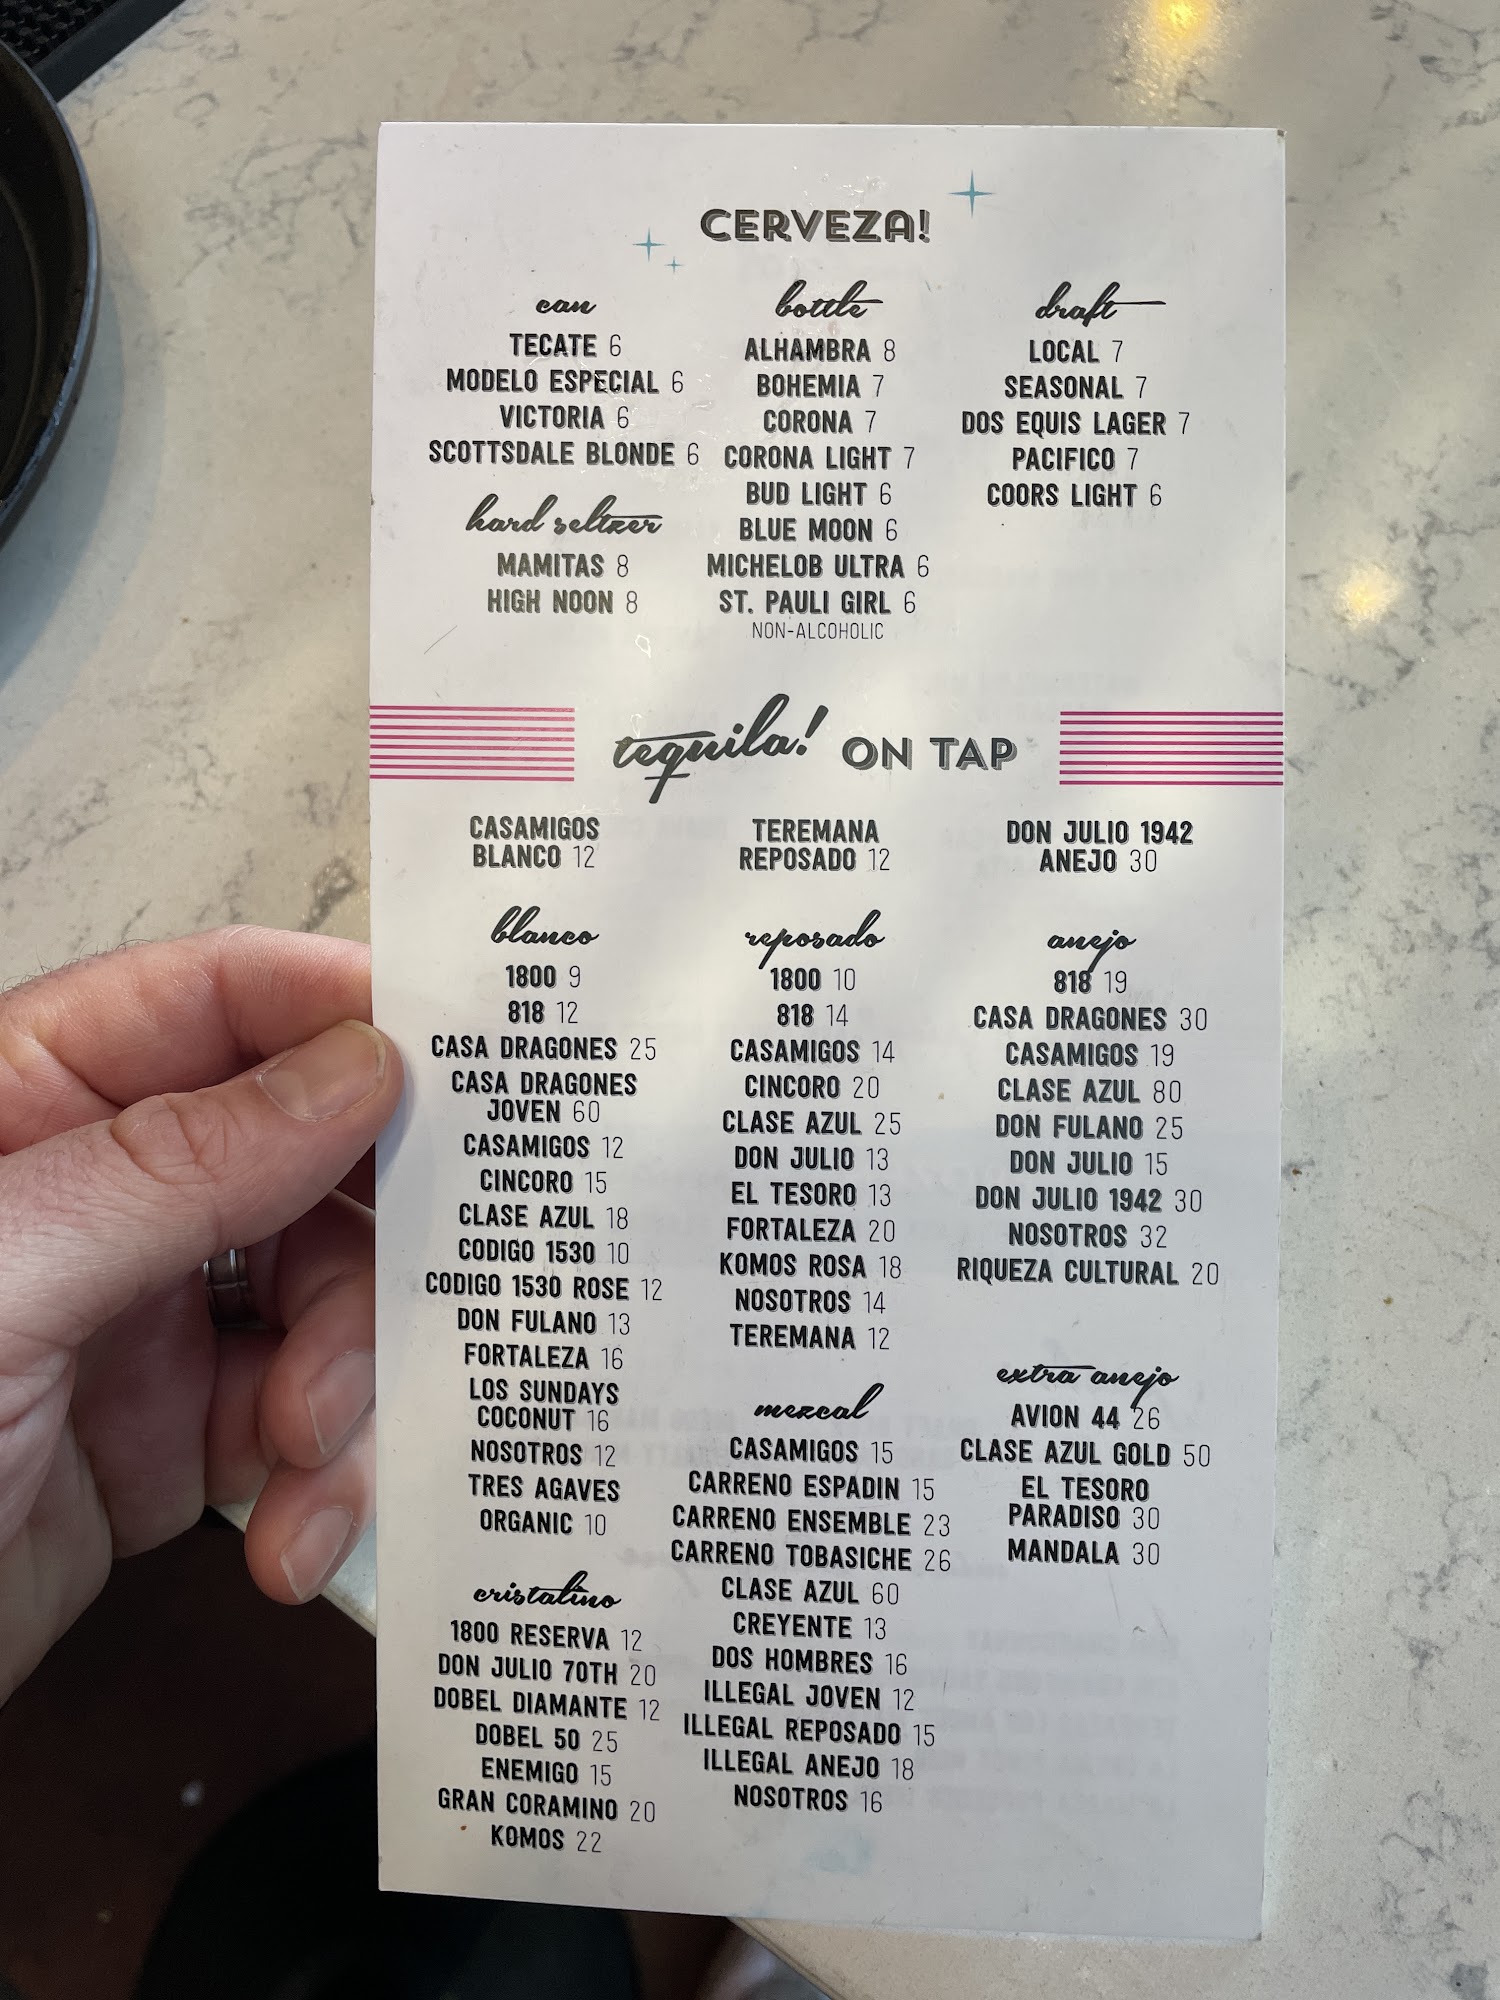 CERVEZA!
can
TECATE 6
MODELO ESPECIAL 6
VICTORIA 6
SCOTTSDALE BLONDE 6
hard seltzer
MAMITAS 8
HIGH NOON 8
bottle
ALHAMBRA 8
BOHEMIA 7
CORONA 7
CORONA LIGHT 7
BUD LIGHT 6
BLUE MOON 6
MICHELOB ULTRA 6
ST. PAULI GIRL 6
NON-ALCOHOLIC
draft
LOCAL 7
SEASONAL 7
DOS EQUIS LAGER 7
PACIFICO 7
COORS LIGHT 6
tequila! ON TAP
CASAMIGOS
BLANCO 12
TEREMANA
REPOSADO 12
DON JULIO 1942
ANEJO 30
blanco
1800 9
818 12
CASA DRAGONES 25
CASA DRAGONES
JOVEN 60
CASAMIGOS 12
CINCORO 15
CLASE AZUL 18
CODIGO 1530 10
CODIGO 1530 ROSE 12
DON FULANO 13
FORTALEZA 16
LOS SUNDAYS
COCONUT 16
NOSOTROS 12
TRES AGAVES
ORGANIC 10
cristalino
1800 RESERVA 12
DON JULIO 70TH 20
DOBEL DIAMANTE 12
DOBEL 50 25
ENEMIGO 15
GRAN CORAMINO 20
KOMOS 22
reposado
1800 10
818 14
CASAMIGOS 14
CINCORO 20
CLASE AZUL 25
DON JULIO 13
EL TESORO 13
FORTALEZA 20
KOMOS ROSA 18
NOSOTROS 14
TEREMANA 12
mezcal
CASAMIGOS 15
CARRENO ESPADIN 15
CARRENO ENSEMBLE 23
CARRENO TOBASICHE 26
CLASE AZUL 60
CREYENTE 13
DOS HOMBRES 16
ILLEGAL JOVEN 12
ILLEGAL REPOSADO 15
ILLEGAL ANEJO 18
NOSOTROS 16
anejo
818 19
CASA DRAGONES 30
CASAMIGOS 19
CLASE AZUL 80
DON FULANO 25
DON JULIO 15
DON JULIO 1942 30
NOSOTROS 32
RIQUEZA CULTURAL 20
extra anejo
AVION 44 26
CLASE AZUL GOLD 50
EL TESORO
PARADISO 30
MANDALA 30